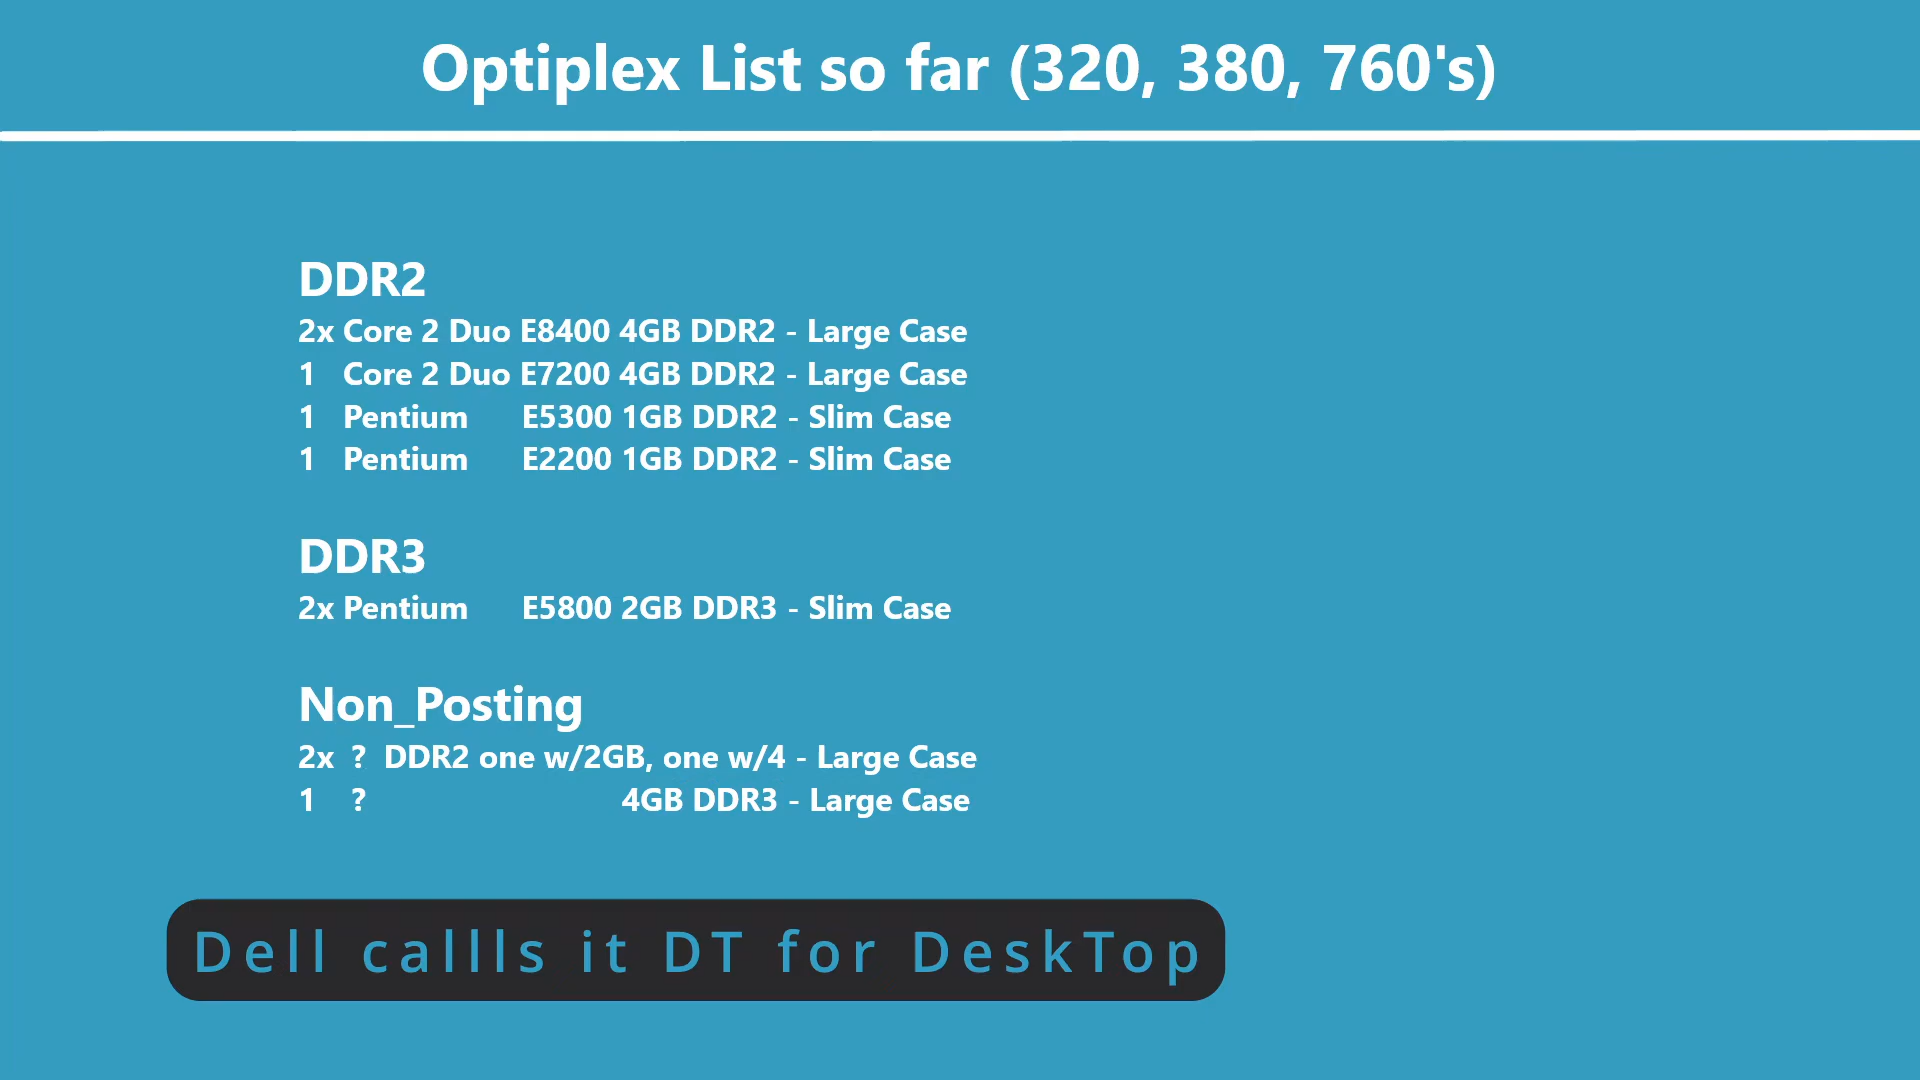 Optiplex List so far (320, 380, 760's)
DDR2
2x Core 2 Duo E8400 4GB DDR2 - Large Case
1 Core 2 Duo E7200 4GB DDR2 - Large Case
1 Pentium E5300 1GB DDR2 - Slim Case
1 Pentium E2200 1GB DDR2 - Slim Case
DDR3
2x Pentium E5800 2GB DDR3 - Slim Case
Non_Posting
2x ? DDR2 one w/2GB, one w/4 - Large Case
1 ? 4GB DDR3 - Large Case
Dell callls it DT for DeskTop